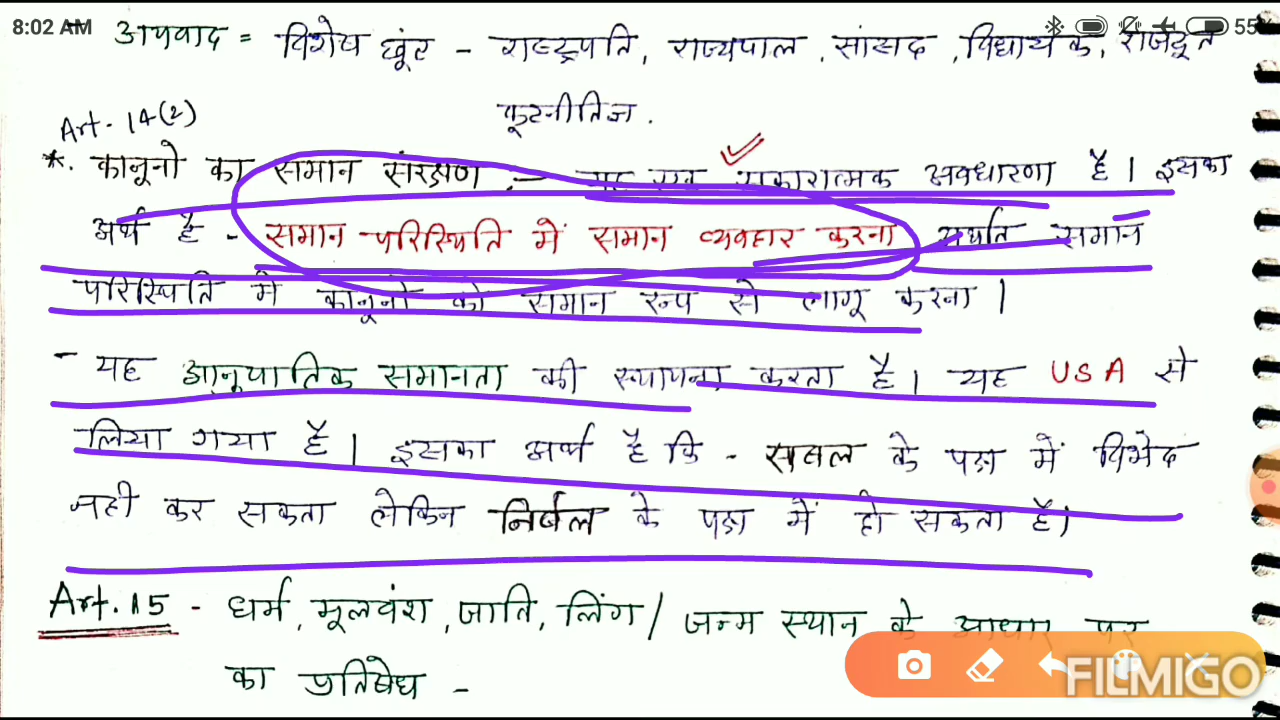 8:02 AM 55
अपवाद = विशेष छूट - राष्ट्रपति, राज्यपाल, सांसद, विधायक, राजदूत
कूटनीतिज्ञ.
Art-14(2)
*. कानूनो का समान संरक्षण :- यह एक सकारात्मक अवधारणा है। इसका
अर्थ है - समान परिस्थिति में समान व्यवहार करना अर्थात समान
परिस्थिति में कानूनो को समान रूप से लागू करना।
- यह आनुपातिक समानता की स्थापना करता है। यह USA से
लिया गया है। इसका अर्थ है कि - सबल के पक्ष में विभेद
नही कर सकता लेकिन निर्बल के पक्ष में हो सकता है।
Art.15 - धर्म, मूलवंश, जाति, लिंग/ जन्म स्थान के आधार पर
का प्रतिषेध -
FILMIGO